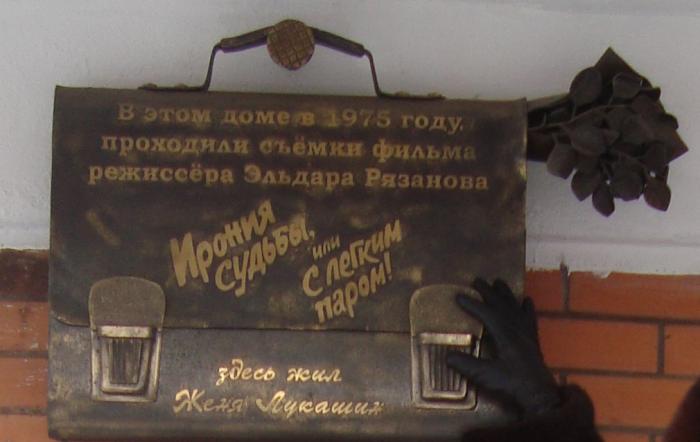 В этом доме в 1975 году,
проходили съёмки фильма
режиссёра Эльдара Рязанова
Ирония
судьбы,
или
С легким
паром!
здесь жил
Женя Лукашин